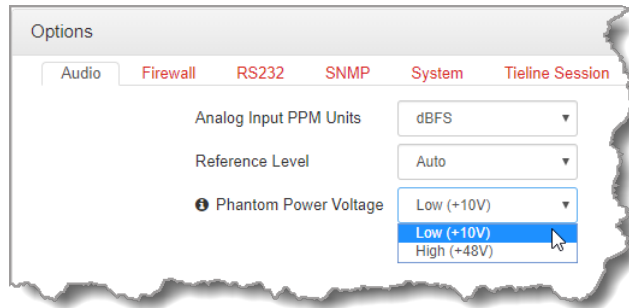 Options
Audio Firewall RS232 SNMP System Tieline Session
Analog Input PPM Units dBFS
Reference Level Auto
Phantom Power Voltage Low (+10V)
Low (+10V)
High (+48V)